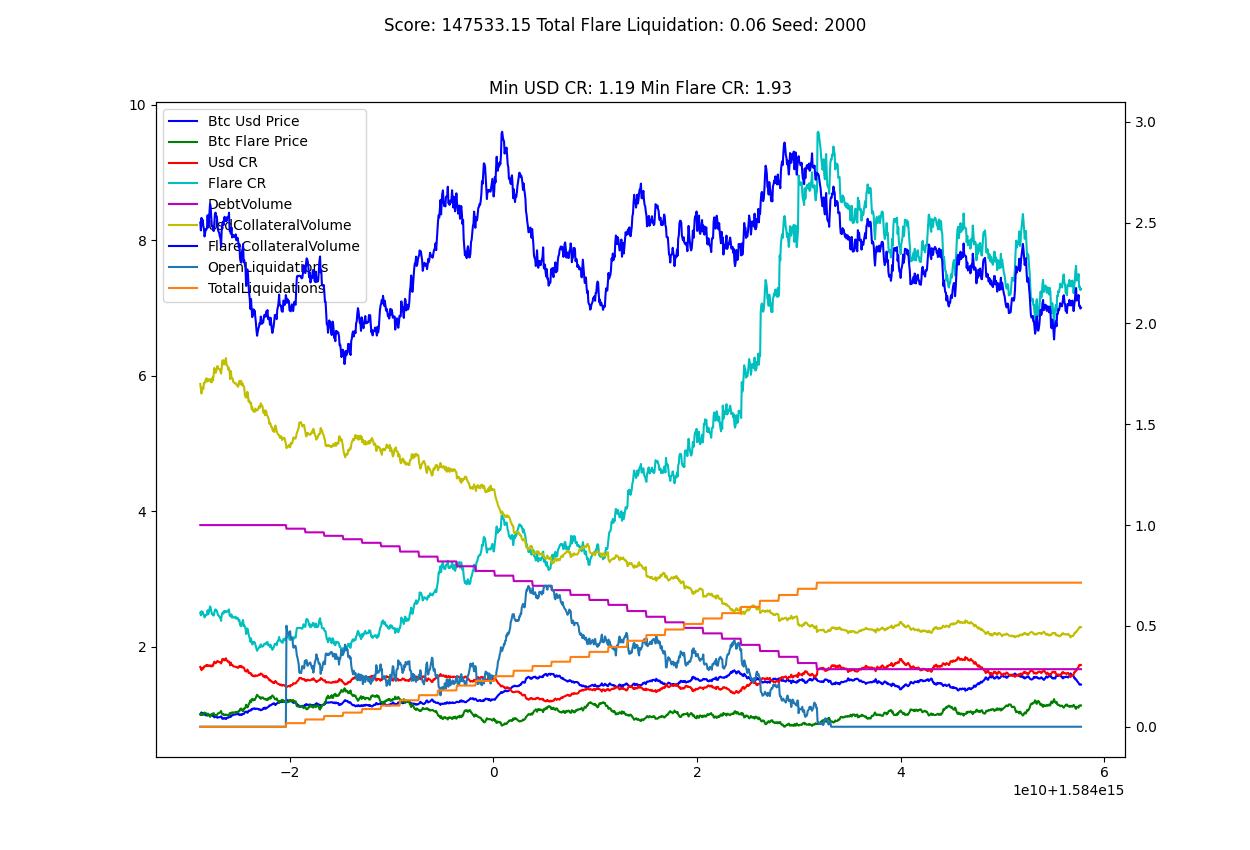 Score: 147533.15 Total Flare Liquidation: 0.06 Seed: 2000
Min USD CR: 1.19 Min Flare CR: 1.93
10
8
6
4
2
Btc Usd Price
Btc Flare Price
Usd CR
Flare CR
DebtVolume
UsdCollateralVolume
FlareCollateralVolume
OpenLiquidations
TotalLiquidations
3.0
2.5
2.0
1.5
1.0
0.5
0.0
−2
0
2
4
6
1e10+1.584e15